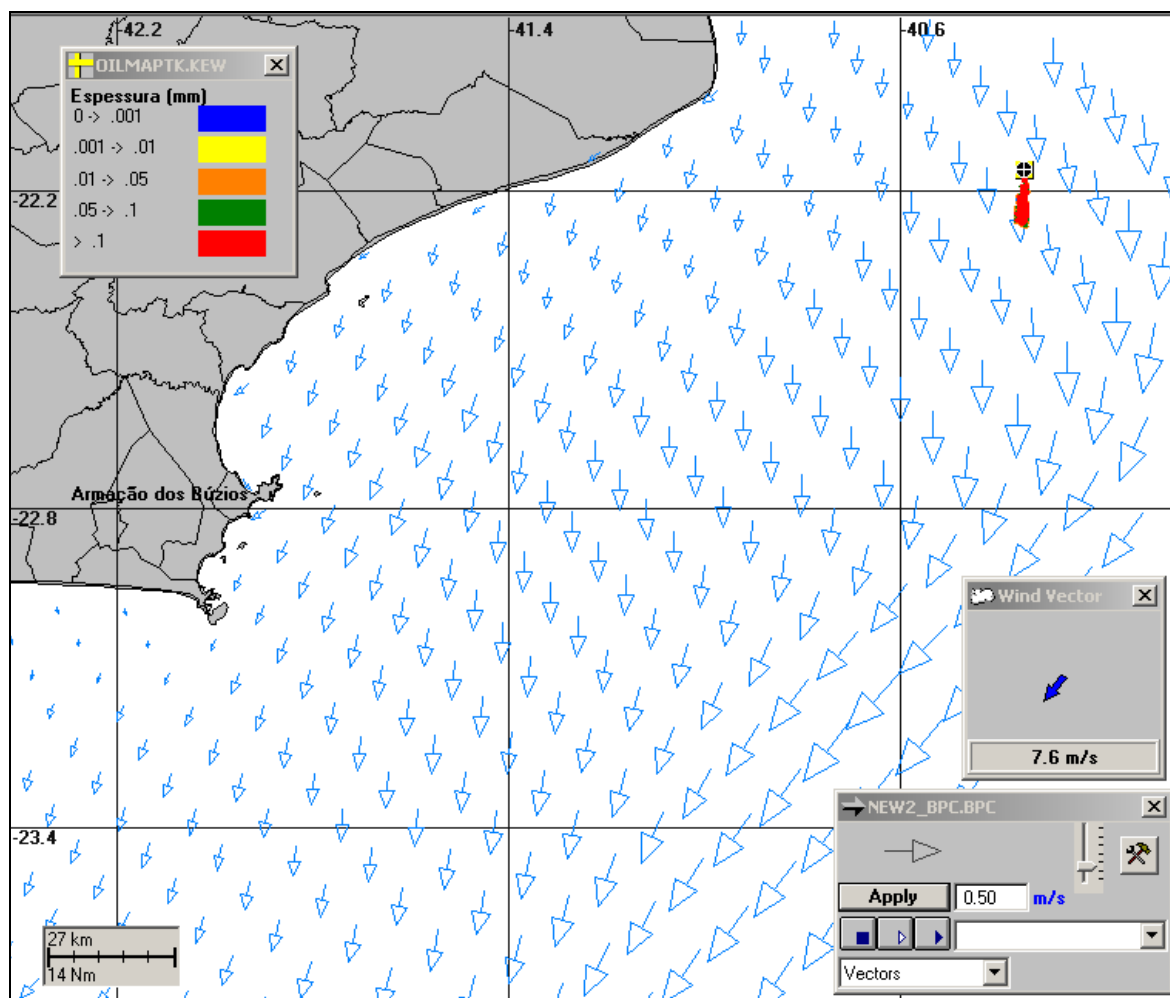 -42.2
-41.4
-40.6
OILMAPTK.KEW
Espessura (mm)
0 -> .001
.001 -> .01
.01 -> .05
.05 -> .1
> .1
-22.2
Armação dos Búzios
-22.8
Wind Vector
7.6 m/s
NEW2_BPC.BPC
-23.4
Apply
0.50
m/s
27 km
14 Nm
Vectors